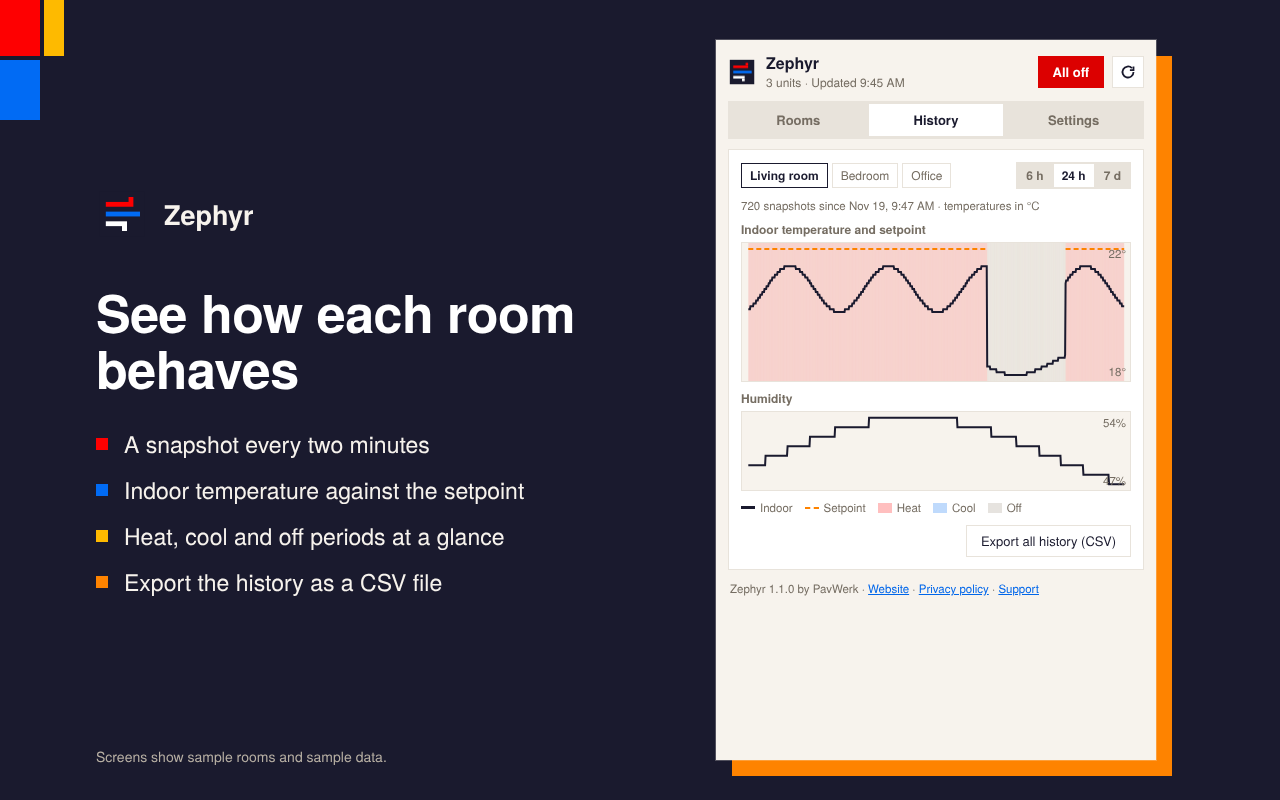 Zephyr
See how each room
behaves
A snapshot every two minutes
Indoor temperature against the setpoint
Heat, cool and off periods at a glance
Export the history as a CSV file
Screens show sample rooms and sample data.
Zephyr
3 units · Updated 9:45 AM
All off
Rooms History Settings
Living room Bedroom Office 6 h 24 h 7 d
720 snapshots since Nov 19, 9:47 AM · temperatures in °C
Indoor temperature and setpoint
22°
18°
Humidity
54%
47%
Indoor Setpoint Heat Cool Off
Export all history (CSV)
Zephyr 1.1.0 by PavWerk · Website · Privacy policy · Support